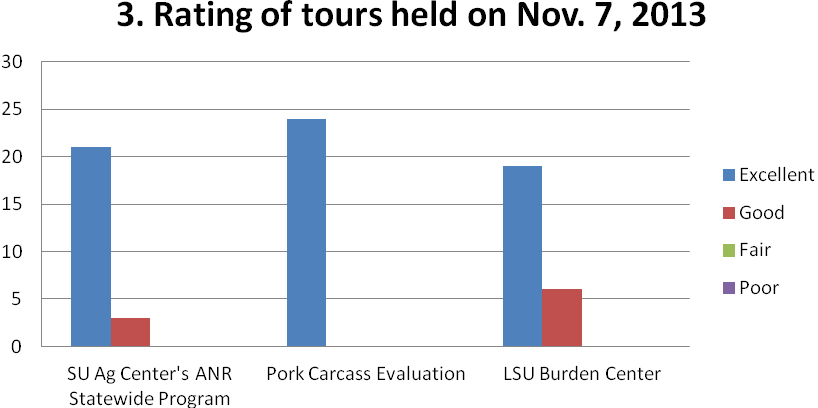 3. Rating of tours held on Nov. 7, 2013
30
25
20
15
10
5
0
SU Ag Center's ANR
Statewide Program
Pork Carcass Evaluation
LSU Burden Center
Excellent
Good
Fair
Poor